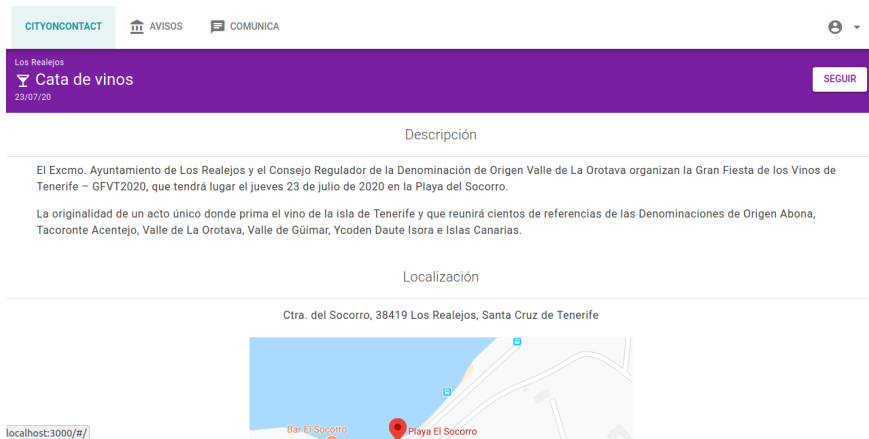 CITYONCONTACT AVISOS COMUNICA
Los Realejos
Cata de vinos
23/07/20
SEGUIR
Descripción
El Excmo. Ayuntamiento de Los Realejos y el Consejo Regulador de la Denominación de Origen Valle de La Orotava organizan la Gran Fiesta de los Vinos de
Tenerife – GFVT2020, que tendrá lugar el jueves 23 de julio de 2020 en la Playa del Socorro.
La originalidad de un acto único donde prima el vino de la isla de Tenerife y que reunirá cientos de referencias de las Denominaciones de Origen Abona,
Tacoronte Acentejo, Valle de La Orotava, Valle de Güímar, Ycoden Daute Isora e Islas Canarias.
Localización
Ctra. del Socorro, 38419 Los Realejos, Santa Cruz de Tenerife
Bar El Socorro
Playa El Socorro
localhost:3000/#/